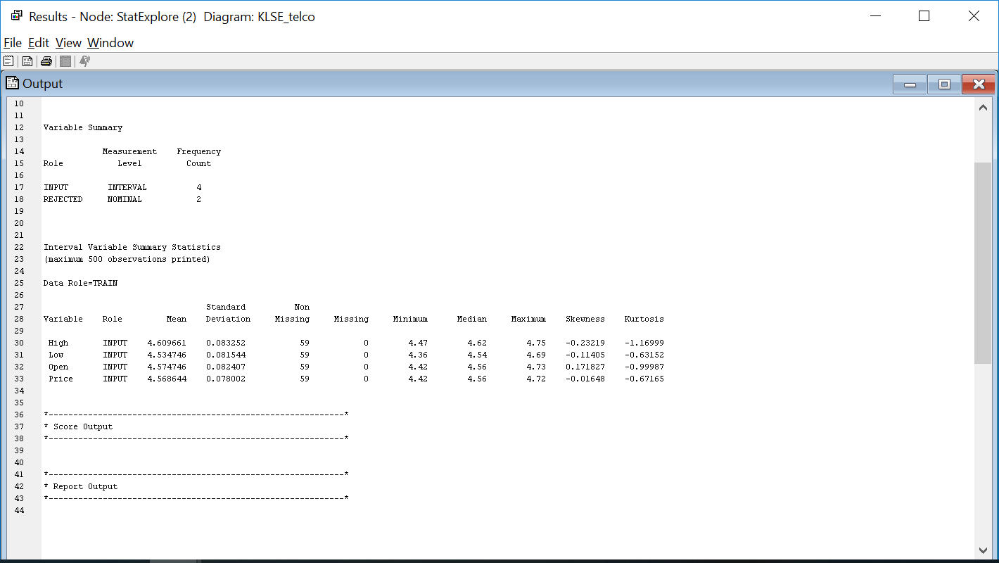 Results - Node: StatExplore (2)  Diagram: KLSE_telco
File Edit View Window
Output
10
11
12 Variable Summary
13
14 Measurement Frequency
15 Role Level Count
16
17 INPUT INTERVAL 4
18 REJECTED NOMINAL 2
19
20
21
22 Interval Variable Summary Statistics
23 (maximum 500 observations printed)
24
25 Data Role=TRAIN
26
27 Standard Non
28 Variable Role Mean Deviation Missing Missing Minimum Median Maximum Skewness Kurtosis
29
30 High INPUT 4.609661 0.083252 59 0 4.47 4.62 4.75 -0.23219 -1.16999
31 Low INPUT 4.534746 0.081544 59 0 4.36 4.54 4.69 -0.11405 -0.63152
32 Open INPUT 4.574746 0.082407 59 0 4.42 4.56 4.73 0.171827 -0.99987
33 Price INPUT 4.568644 0.078002 59 0 4.42 4.56 4.72 -0.01648 -0.67165
34
35
36 *------------------------------------------------------------*
37 * Score Output
38 *------------------------------------------------------------*
39
40
41 *------------------------------------------------------------*
42 * Report Output
43 *------------------------------------------------------------*
44